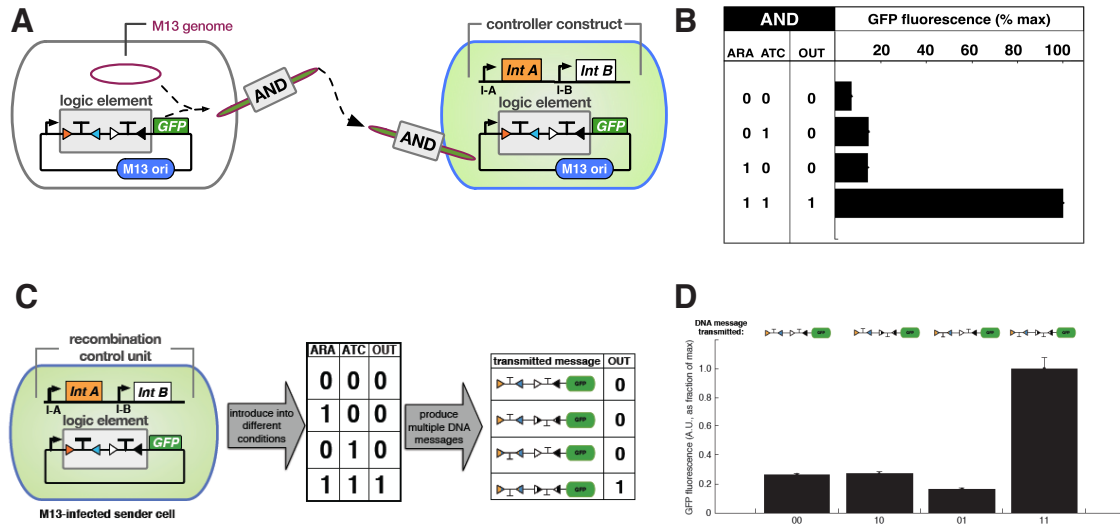 A
M13 genome
logic element
GFP
M13 ori
AND
AND
controller construct
Int A
Int B
I-A
I-B
logic element
GFP
M13 ori
B
AND
GFP fluorescence (% max)
ARA ATC OUT
20 40 60 80 100
0 0 0
0 1 0
1 0 0
1 1 1
C
recombination
control unit
Int A
Int B
I-A
I-B
logic element
GFP
M13-infected sender cell
introduce into
different
conditions
ARA ATC OUT
0 0 0
1 0 0
0 1 0
1 1 1
produce
multiple DNA
messages
transmitted message OUT
GFP 0
GFP 0
GFP 0
GFP 1
D
DNA message
transmitted:
GFP GFP GFP GFP
GFP fluorescence (A.U., as fraction of max)
1.0
0.8
0.6
0.4
0.2
0
00 10 01 11